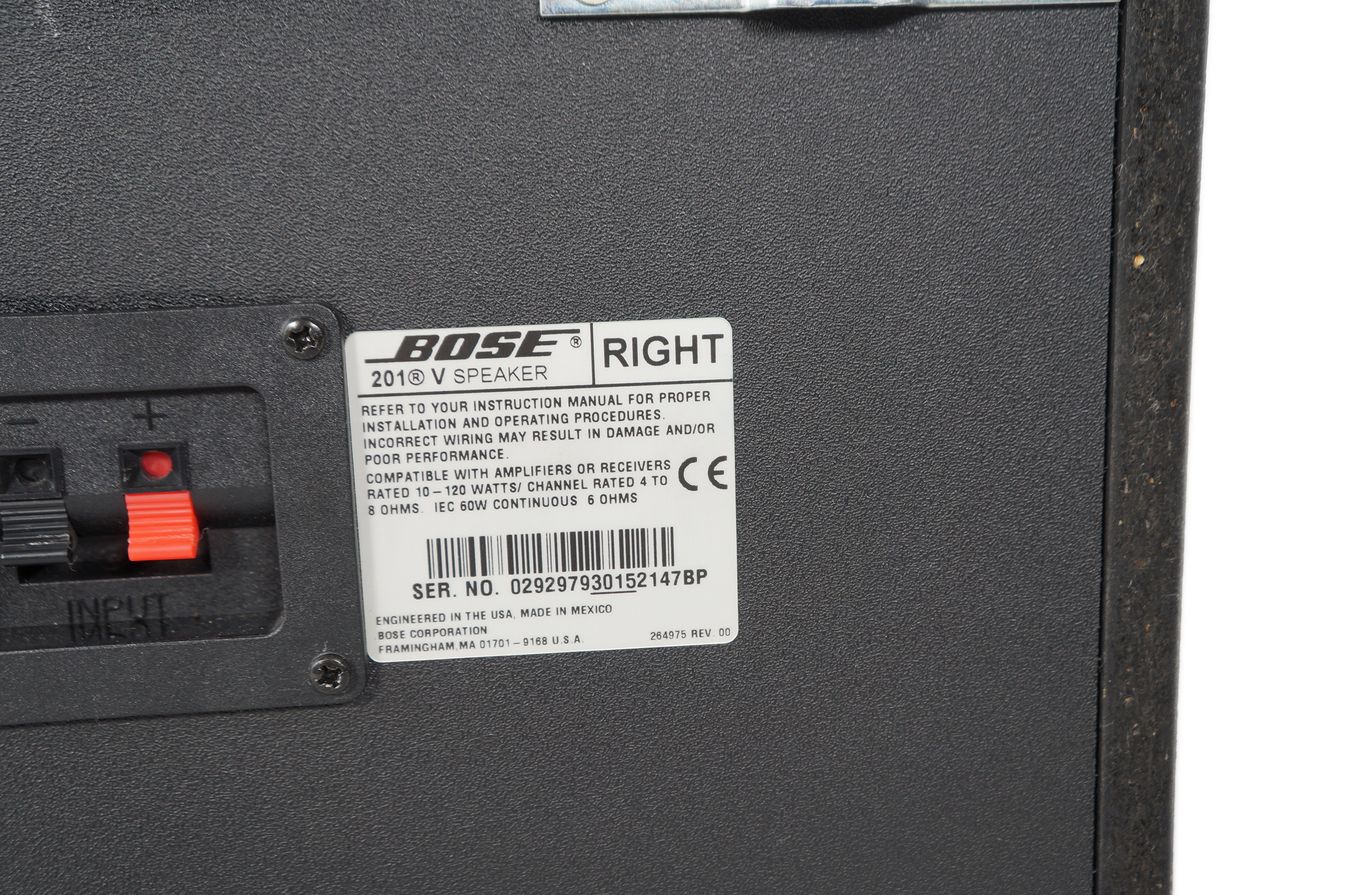 BOSE®
RIGHT
201® V SPEAKER
REFER TO YOUR INSTRUCTION MANUAL FOR PROPER
INSTALLATION AND OPERATING PROCEDURES.
INCORRECT WIRING MAY RESULT IN DAMAGE AND/OR
POOR PERFORMANCE.
COMPATIBLE WITH AMPLIFIERS OR RECEIVERS
RATED 10–120 WATTS/ CHANNEL RATED 4 TO
8 OHMS. IEC 60W CONTINUOUS 6 OHMS
CE
SER. NO. 029297930152147BP
ENGINEERED IN THE USA, MADE IN MEXICO
BOSE CORPORATION
FRAMINGHAM,MA 01701–9168 U.S.A.
264975 REV. 00
– +
INPUT